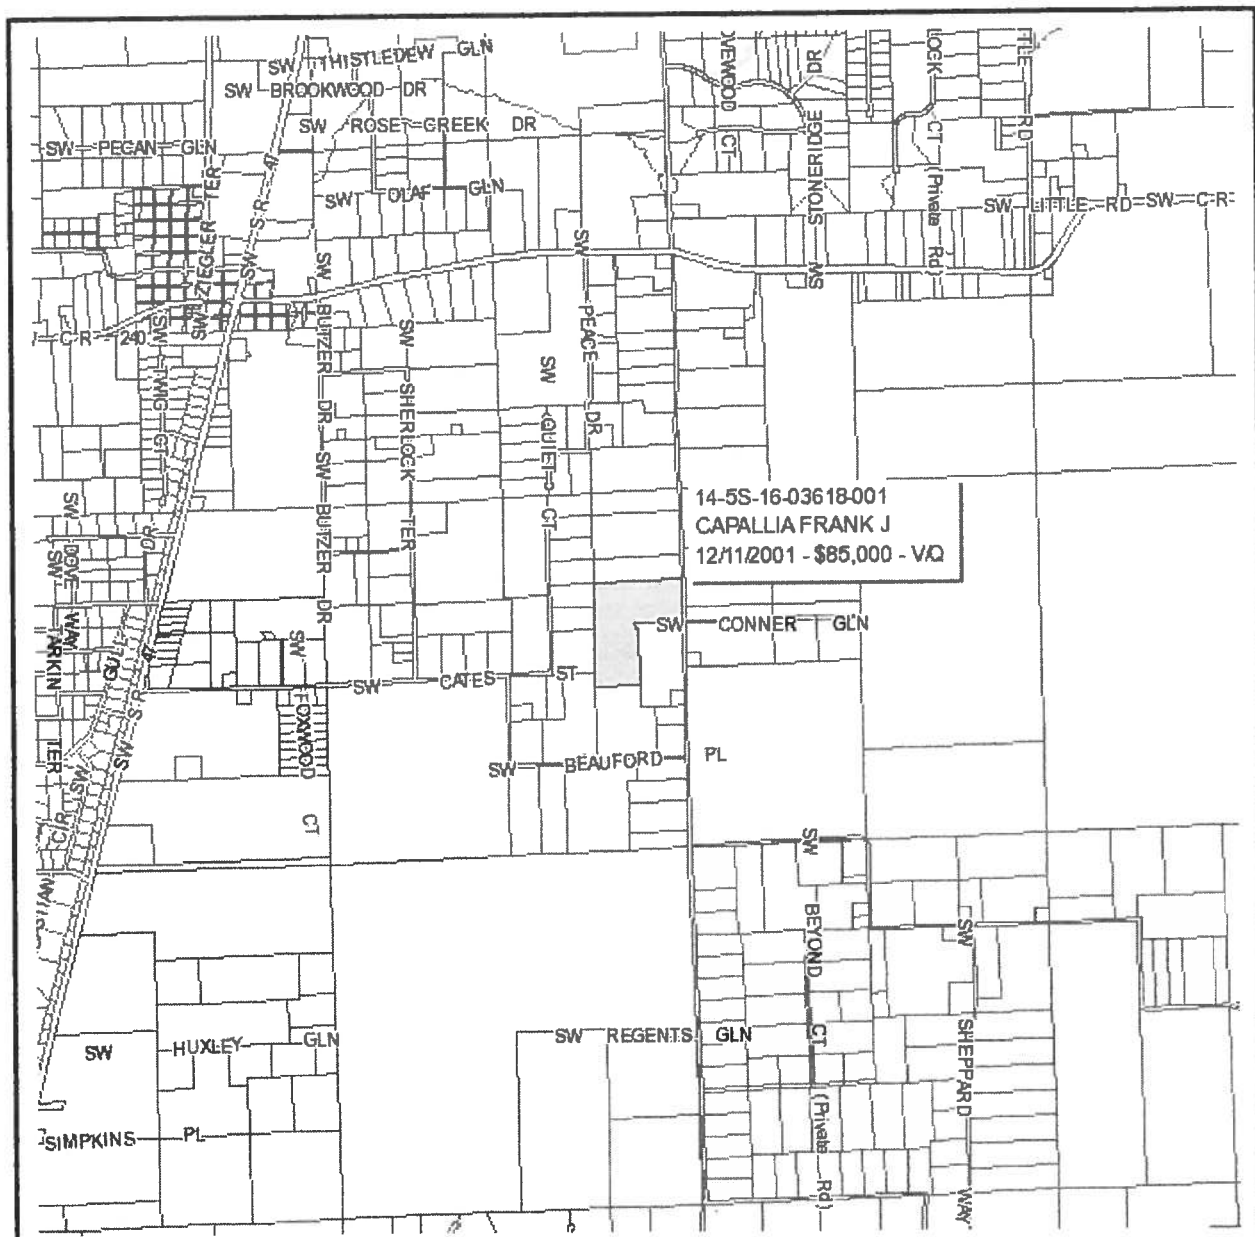 SW THISTLEDEW GLN
SW BROOKWOOD DR
SW ROSE CREEK DR
SW PECAN GLN
SW OLAF GLN
SW ZIEGLER TER
SW S R 47
OVEWOOD CT
SW STONERIDGE DR
LOCK CT (Private Rd)
TLE RD
SW LITTLE RD SW C R
C R 240
SW TWIG CT
SW BUTZER DR SW BUTZER DR
SW SHERLOCK TER
SW QUIET CT
SW PEACE DR
14-5S-16-03618-001
CAPALLIA FRANK J
12/11/2001 - $85,000 - V/Q
SW DOVE WAY
SW TARKIN TER
DR
SW CONNER GLN
SW CATES ST
SW FOXWOOD CT
SW S R 47
SW BEAUFORD PL
SW CIR
SW BEYOND CT (Private Rd)
SW SHEPPARD WAY
SW REGENTS GLN
SW HUXLEY GLN
SIMPKINS PL